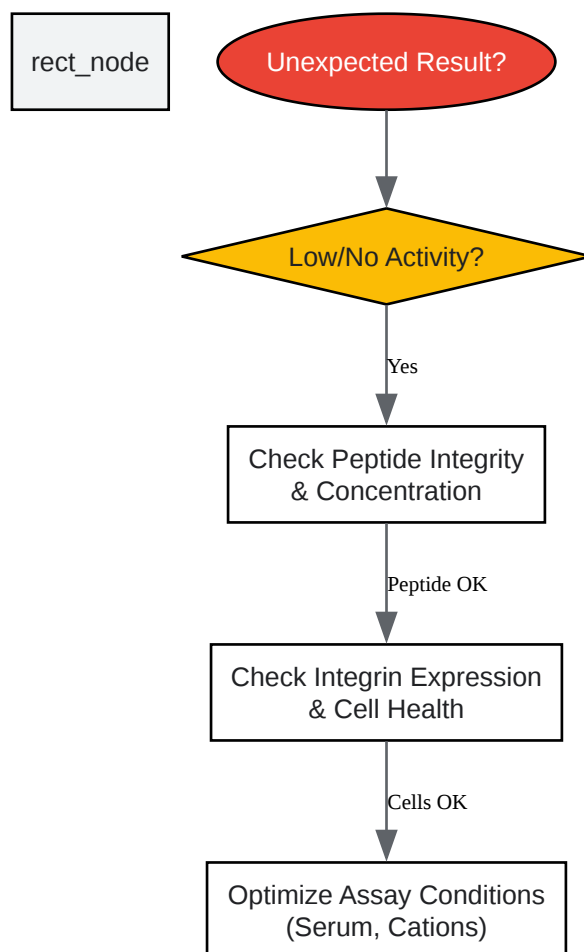 rect_node
Unexpected Result?
Low/No Activity?
Yes
Check Peptide Integrity
& Concentration
Peptide OK
Check Integrin Expression
& Cell Health
Cells OK
Optimize Assay Conditions
(Serum, Cations)